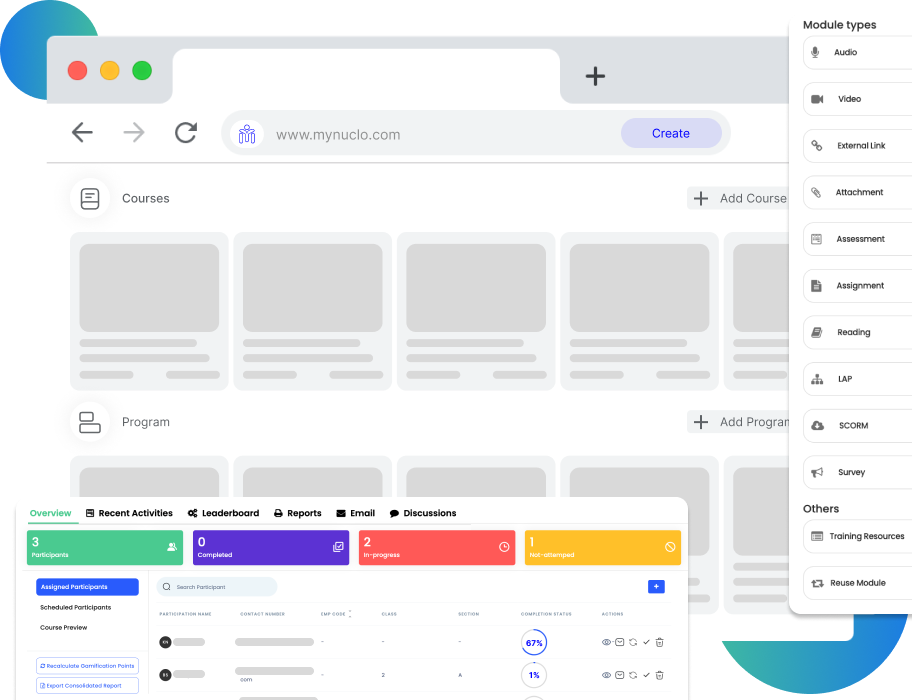 Module types
Audio
Video
External Link
Attachment
Assessment
Assignment
Reading
LAP
SCORM
Survey
Others
Training Resources
Reuse Module
www.mynuclo.com
Create
Courses
Add Course
Program
Add Program
Overview
Recent Activities
Leaderboard
Reports
Email
Discussions
3
Participants
0
Completed
2
In-progress
1
Not-attemped
Assigned Participants
Scheduled Participants
Course Preview
Recalculate Gamification Points
Export Consolidated Report
Search Participant
PARTICIPATION NAME CONTACT NUMBER EMP CODE CLASS SECTION COMPLETION STATUS ACTIONS
- - - 67%
com - 2 A 1%